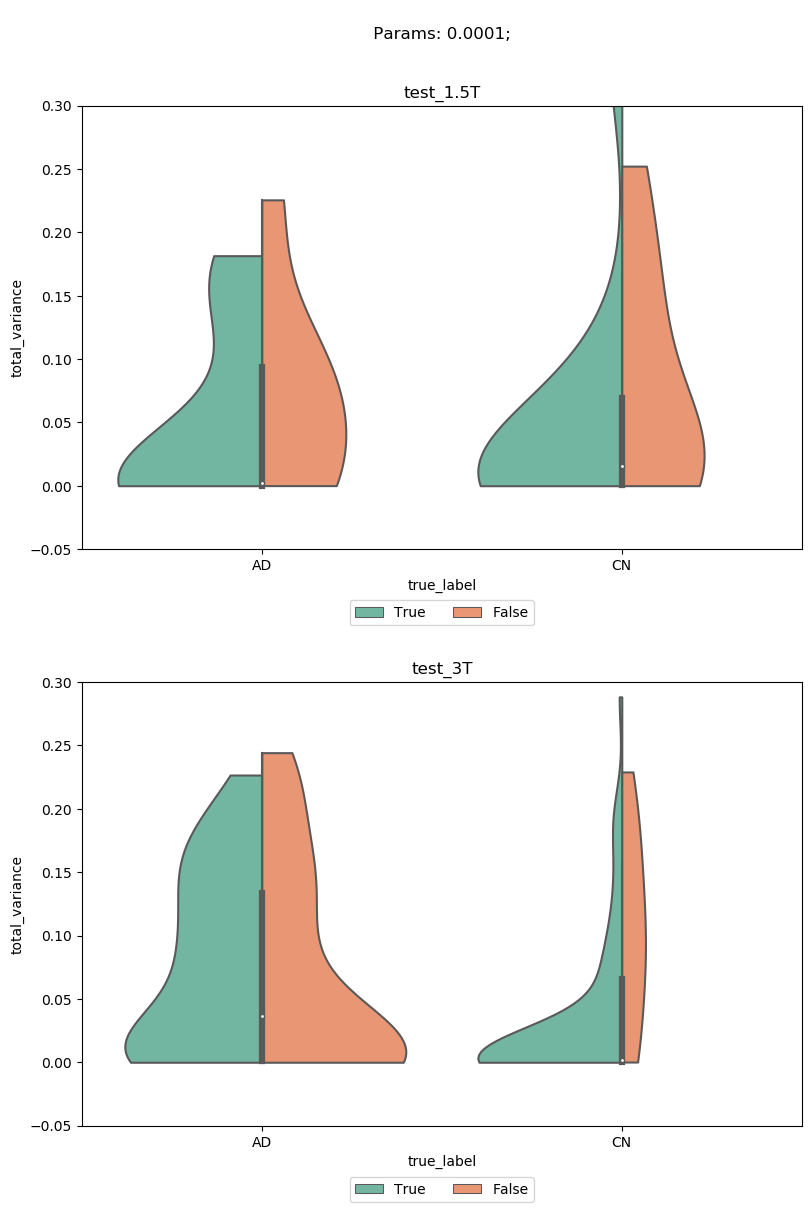 Params: 0.0001;
test_1.5T
0.30
0.25
0.20
0.15
0.10
0.05
0.00
−0.05
total_variance
AD CN
true_label
True False
test_3T
0.30
0.25
0.20
0.15
0.10
0.05
0.00
−0.05
total_variance
AD CN
true_label
True False